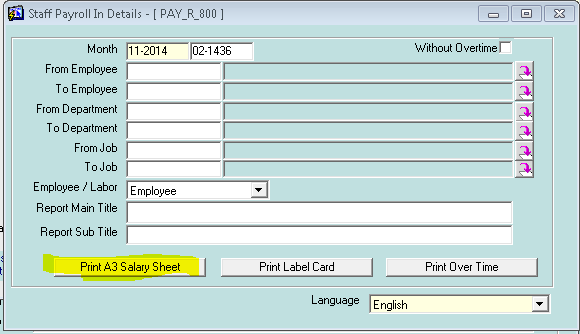 Staff Payroll In Details - [ PAY_R_800 ]
Month 11-2014 02-1436 Without Overtime
From Employee
To Employee
From Department
To Department
From Job
To Job
Employee / Labor Employee
Report Main Title
Report Sub Title
Print A3 Salary Sheet Print Label Card Print Over Time
Language English